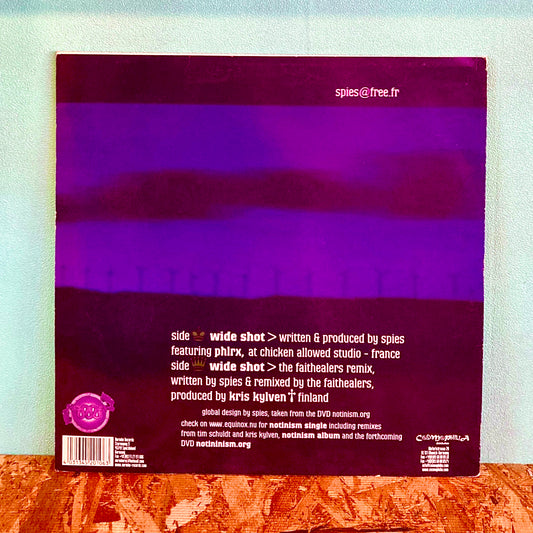 spies@free.fr
side wide shot > written & produced by spies
featuring phlrx, at chicken allowed studio - france
side wide shot > the faithealers remix,
written by spies & remixed by the faithealers,
produced by kris kylven † finland
global design by spies, taken from the DVD notinism.org
check on www.equinox.nu for notinism single including remixes
from tim schuldt and kris kylven, notinism album and the forthcoming
DVD notininism.org
Germany